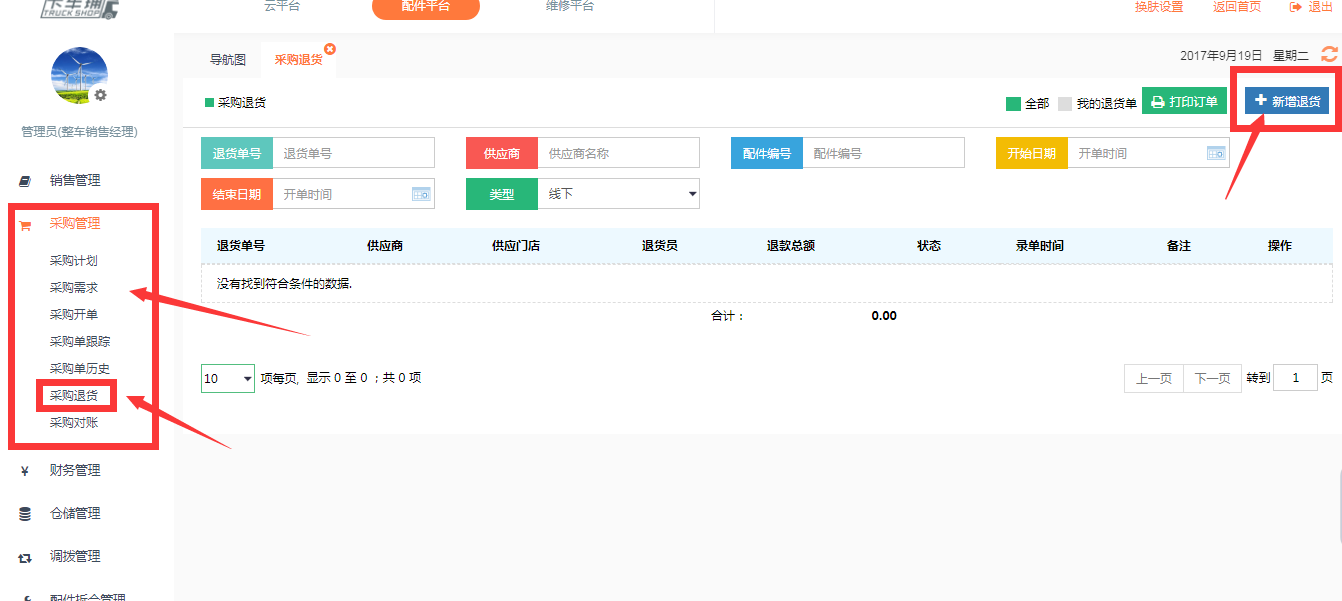 卡车铺
TRUCK SHOP
云平台 配件平台 维修平台
换肤设置 返回首页 退出
管理员(整车销售经理)
销售管理
采购管理
采购计划
采购需求
采购开单
采购单跟踪
采购单历史
采购退货
采购对账
¥ 财务管理
仓储管理
调拨管理
配件拆合管理
导航图 采购退货
2017年9月19日 星期二
采购退货
全部 我的退货单 打印订单 新增退货
退货单号 退货单号 供应商 供应商名称 配件编号 配件编号 开始日期 开单时间
结束日期 开单时间 类型 线下
退货单号 供应商 供应门店 退货员 退款总额 状态 录单时间 备注 操作
没有找到符合条件的数据.
合计： 0.00
10 项每页, 显示 0 至 0 ；共 0 项
上一页 下一页 转到 1 页